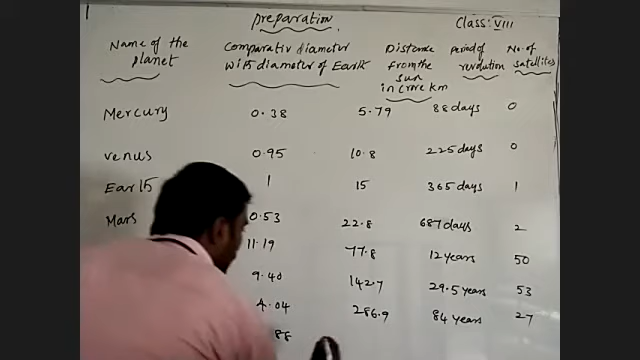 preparation
Class: VIII
Name of the planet
Comparativ diameter with diameter of Earth
Distance from the sun in crore km
period of revolution
No. of satellites
Mercury 0.38 5.79 88 days 0
Venus 0.95 10.8 225 days 0
Earth 1 15 365 days 1
Mars 0.53 22.8 687 days 2
11.19 77.8 12 years 50
9.40 142.7 29.5 years 53
4.04 286.9 84 years 27
88